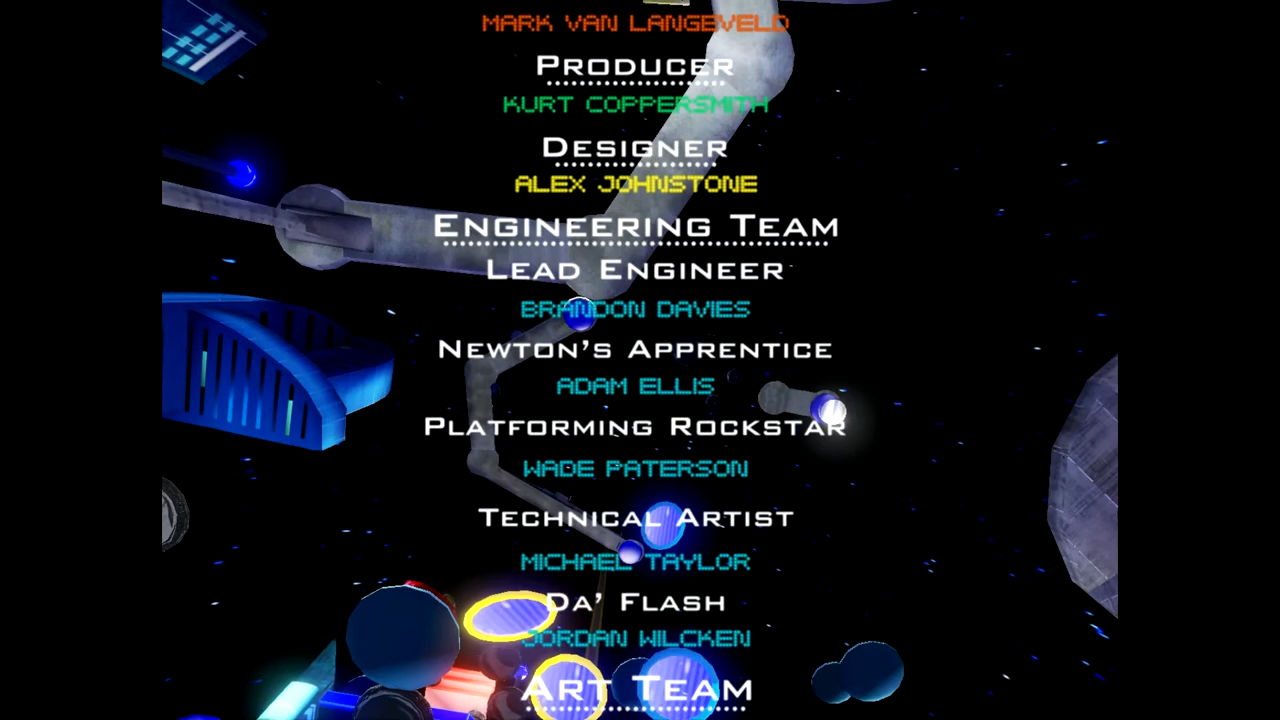 MARK VAN LANGEVELD
PRODUCER
KURT COPPERSMITH
DESIGNER
ALEX JOHNSTONE
ENGINEERING TEAM
LEAD ENGINEER
BRANDON DAVIES
NEWTON'S APPRENTICE
ADAM ELLIS
PLATFORMING ROCKSTAR
WADE PATERSON
TECHNICAL ARTIST
MICHAEL TAYLOR
DA' FLASH
JORDAN WILCKEN
ART TEAM